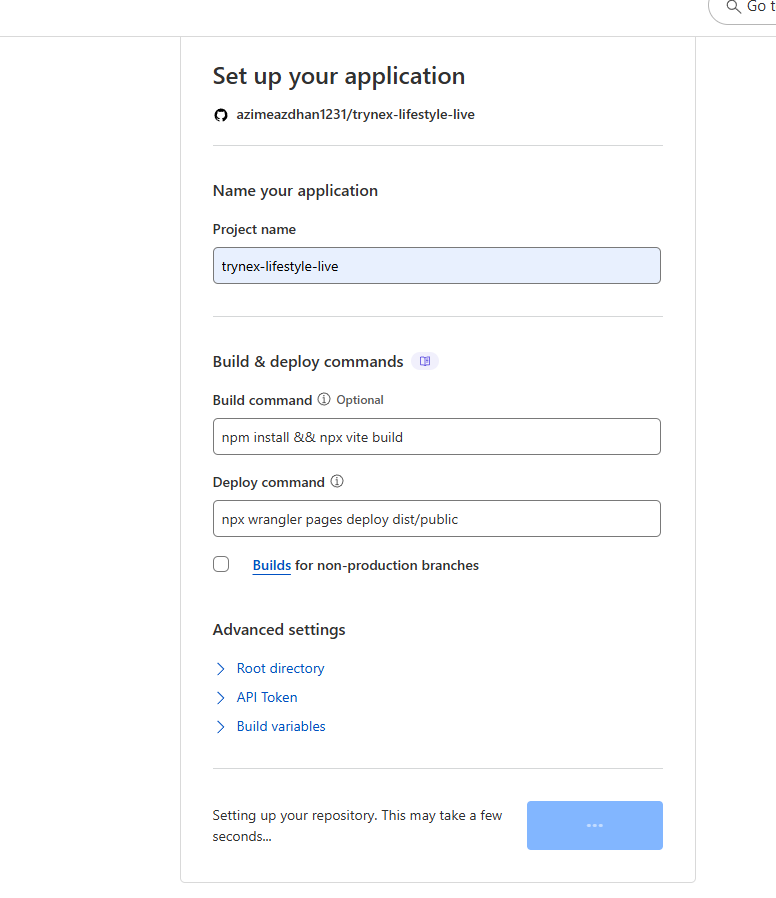 Go t
Set up your application
azimeazdhan1231/trynex-lifestyle-live
Name your application
Project name
trynex-lifestyle-live
Build & deploy commands
Build command Optional
npm install && npx vite build
Deploy command
npx wrangler pages deploy dist/public
Builds for non-production branches
Advanced settings
Root directory
API Token
Build variables
Setting up your repository. This may take a few
seconds...